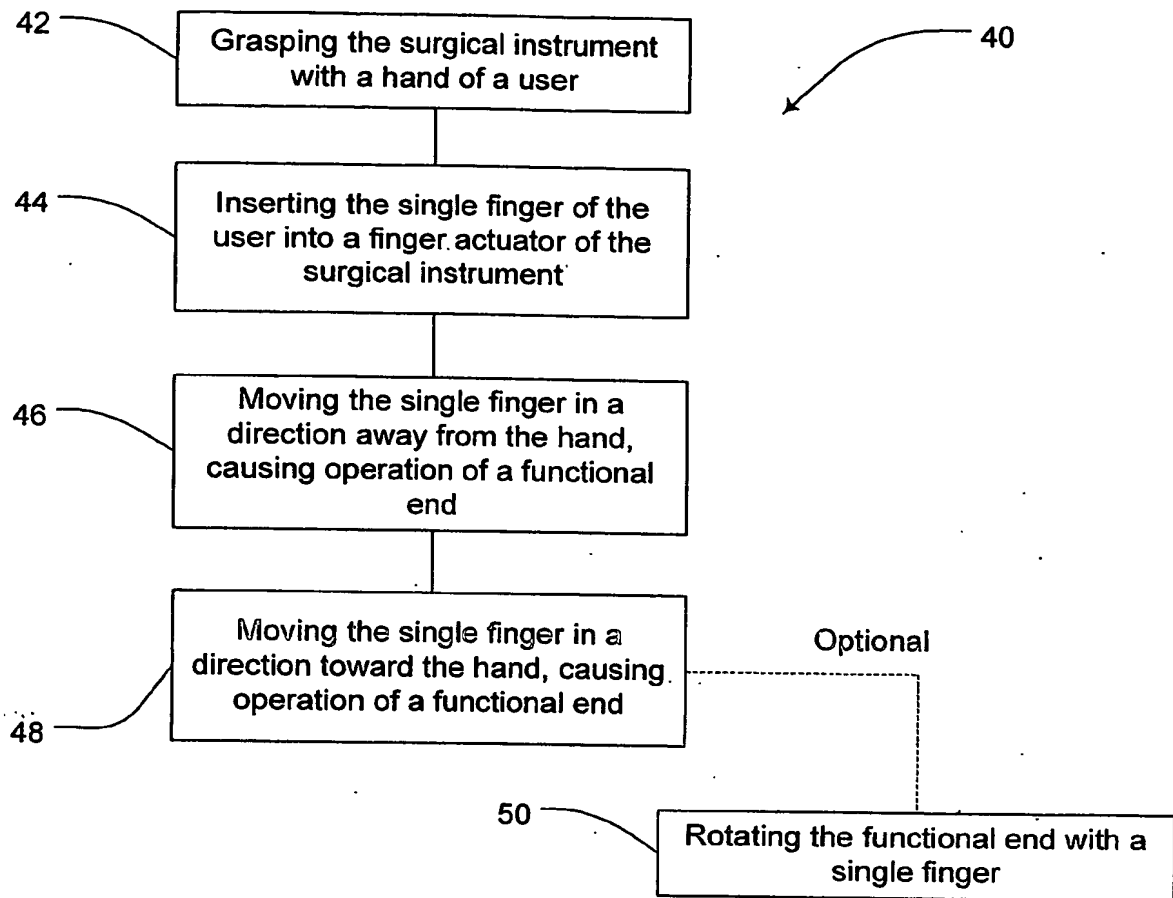 42
Grasping the surgical instrument
with a hand of a user
40
44
Inserting the single finger of the
user into a finger actuator of the
surgical instrument
46
Moving the single finger in a
direction away from the hand,
causing operation of a functional
end
48
Moving the single finger in a
direction toward the hand, causing
operation of a functional end
Optional
50
Rotating the functional end with a
single finger